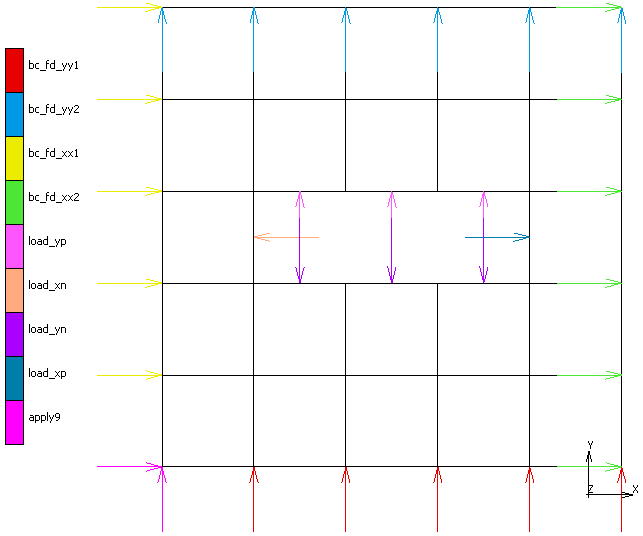 bc_fd_yy1
bc_fd_yy2
bc_fd_xx1
bc_fd_xx2
load_yp
load_xn
load_yn
load_xp
apply9
Y
Z
X